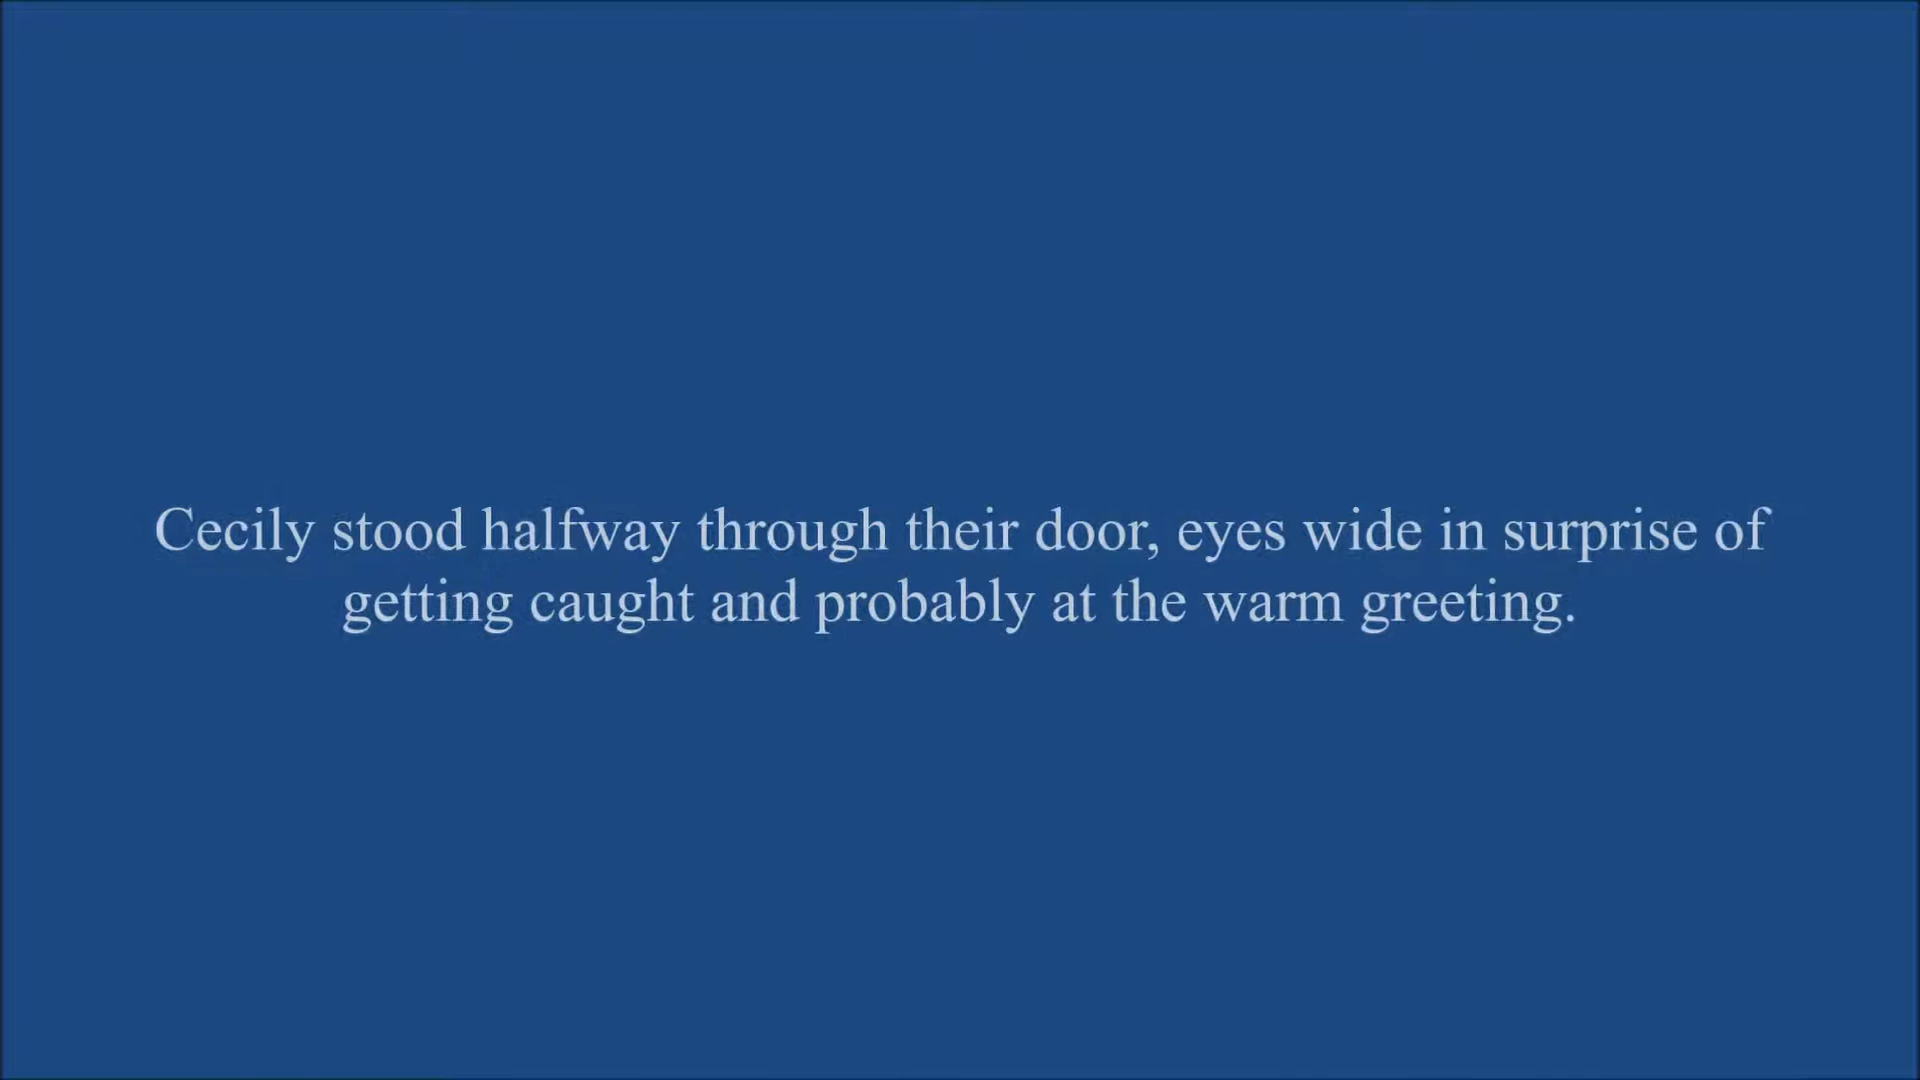 Cecily stood halfway through their door, eyes wide in surprise of
getting caught and probably at the warm greeting.